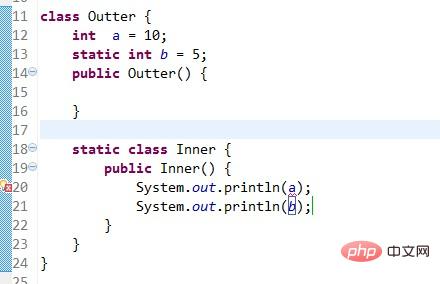 11 class Outter {
12     int  a = 10;
13     static int b = 5;
14     public Outter() {
15
16     }
17
18     static class Inner {
19         public Inner() {
20             System.out.println(a);
21             System.out.println(b);
22         }
23     }
24 }
25
php 中文网